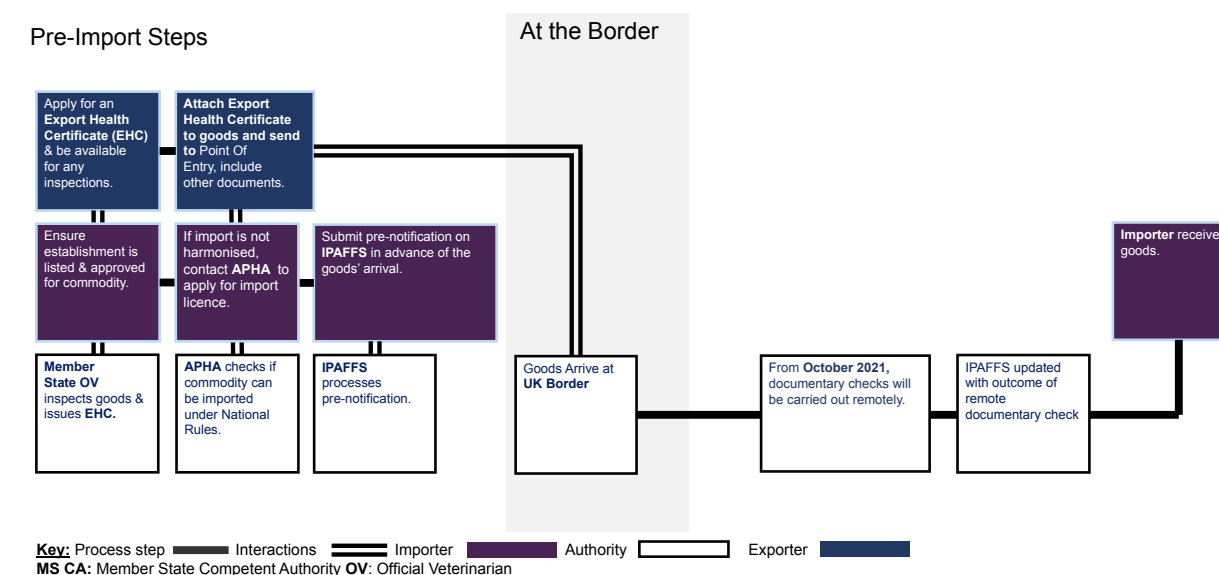 Pre-Import Steps
At the Border
Apply for an
Export Health
Certificate (EHC)
& be available
for any
inspections.
Attach Export
Health Certificate
to goods and send
to Point Of
Entry, include
other documents.
Ensure
establishment is
listed & approved
for commodity.
If import is not
harmonised,
contact APHA to
apply for import
licence.
Submit pre-notification on
IPAFFS in advance of the
goods' arrival.
Importer receive
goods.
Member
State OV
inspects goods &
issues EHC.
APHA checks if
commodity can
be imported
under National
Rules.
IPAFFS
processes
pre-notification.
Goods Arrive at
UK Border
From October 2021,
documentary checks will
be carried out remotely.
IPAFFS updated
with outcome of
remote
documentary check
Key: Process step Interactions Importer Authority Exporter
MS CA: Member State Competent Authority OV: Official Veterinarian